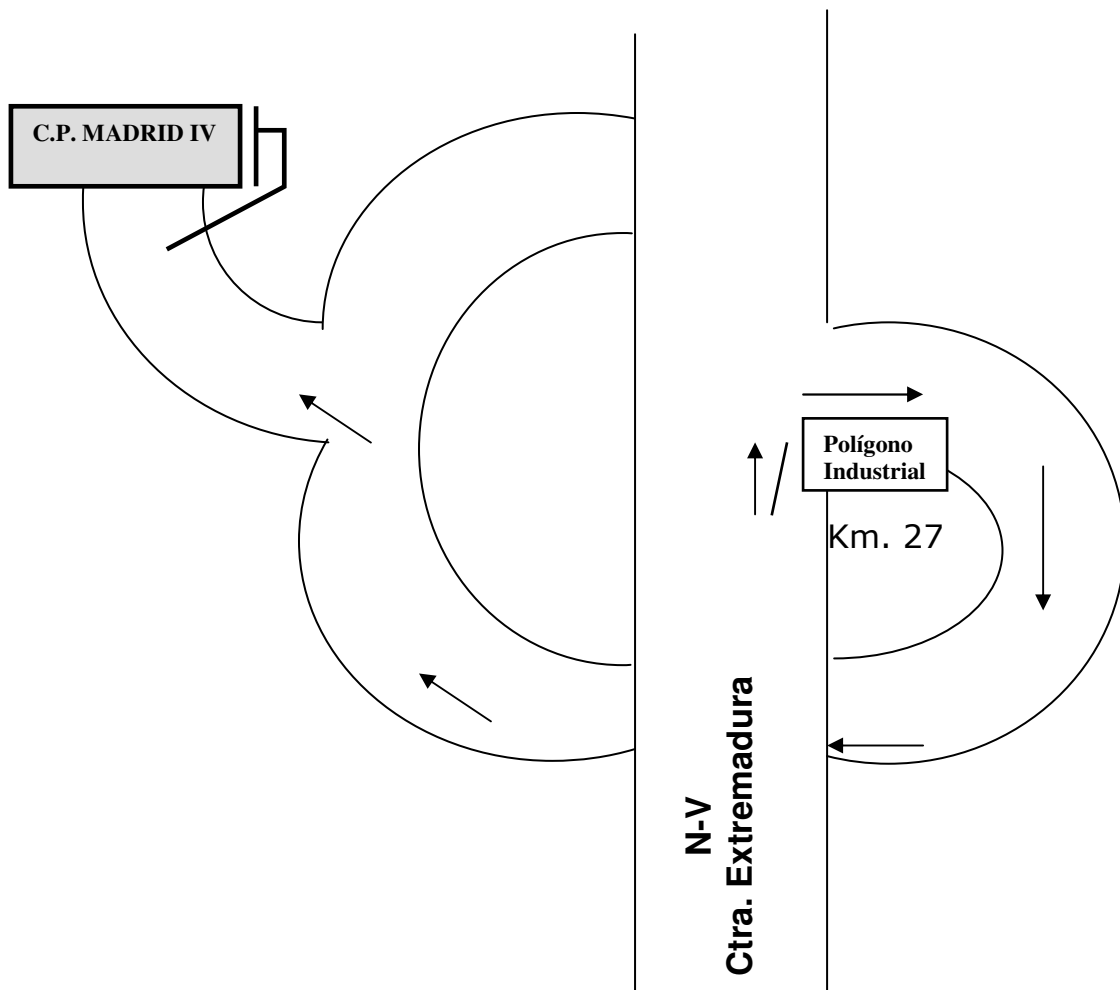 C.P. MADRID IV
Polígono
Industrial
Km. 27
N-V
Ctra. Extremadura